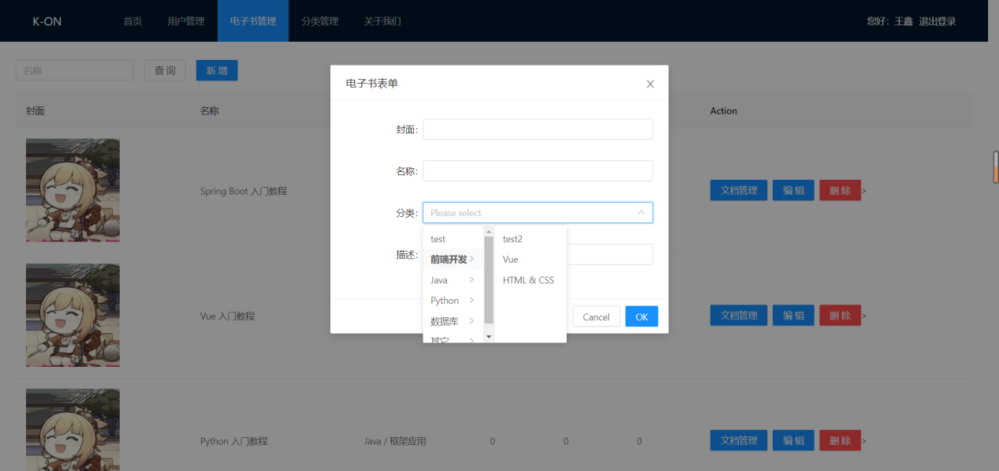 K-ON 首页 用户管理 电子书管理 分类管理 关于我们 您好：王鑫 退出登录
名称 查 询 新 增
电子书表单
封面 名称 Action
封面:
名称:
分类: Please select
描述:
test
前端开发
Java
Python
数据库
其它
test2
Vue
HTML & CSS
Cancel OK
Spring Boot 入门教程 文档管理 编 辑 删 除 >
Vue 入门教程 文档管理 编 辑 删 除 >
Python 入门教程 Java / 框架应用 0 0 0 文档管理 编 辑 删 除 >